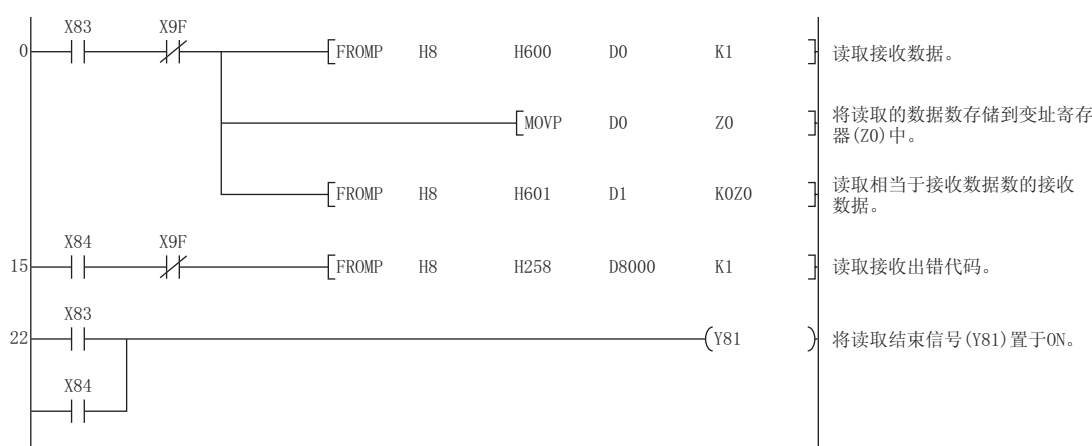 X83 X9F
0 FROMP H8 H600 D0 K1 读取接收数据。
MOVP D0 Z0 将读取的数据数存储到变址寄存
器(Z0)中。
FROMP H8 H601 D1 K0Z0 读取相当于接收数据数的接收
数据。
X84 X9F
15 FROMP H8 H258 D8000 K1 读取接收出错代码。
X83
22 Y81 将读取结束信号(Y81)置于ON。
X84